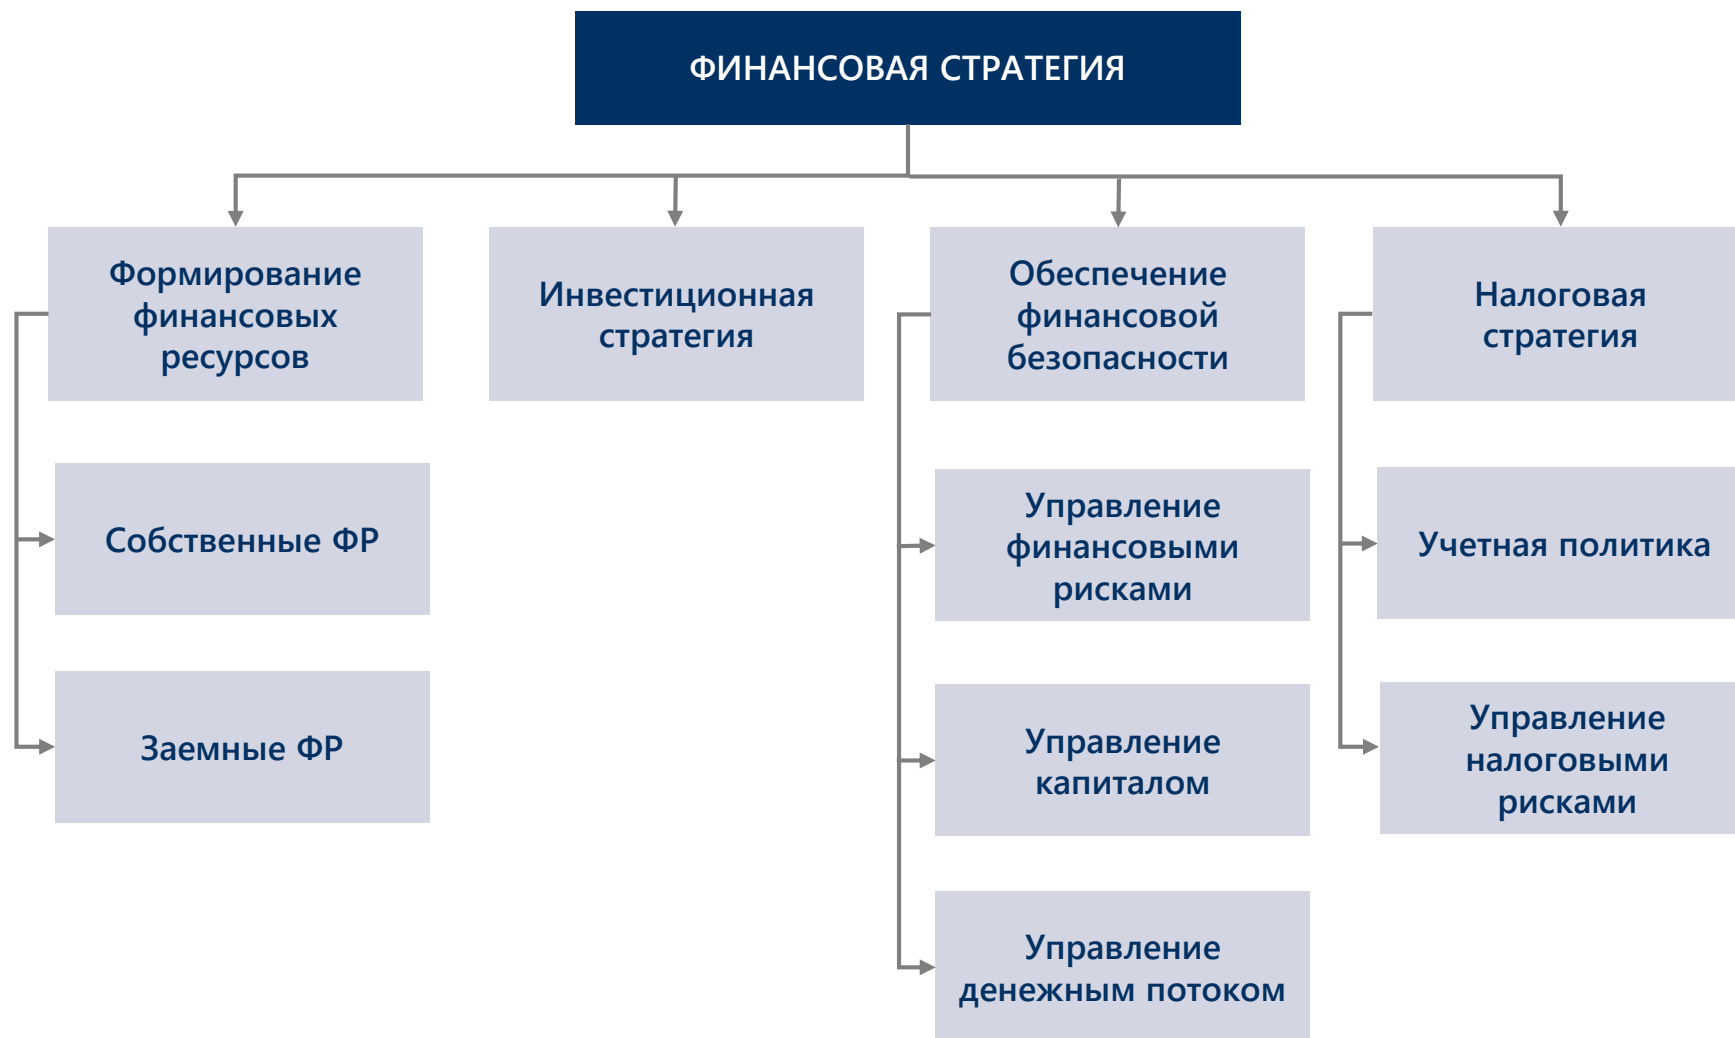 ФИНАНСОВАЯ СТРАТЕГИЯ
Формирование
финансовых
ресурсов
Инвестиционная
стратегия
Обеспечение
финансовой
безопасности
Налоговая
стратегия
Собственные ФР
Управление
финансовыми
рисками
Учетная политика
Заемные ФР
Управление
капиталом
Управление
налоговыми
рисками
Управление
денежным потоком